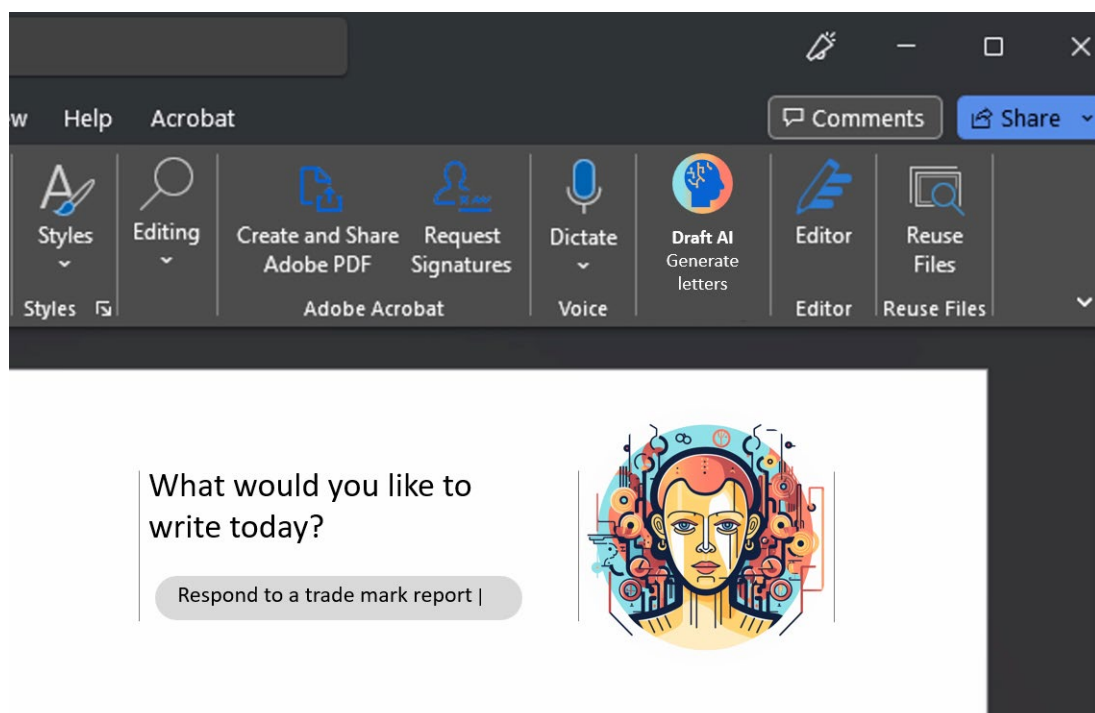 w Help Acrobat
Comments Share
Styles Editing Create and Share Request Dictate Draft AI Editor Reuse
Adobe PDF Signatures Generate Files
letters
Styles Adobe Acrobat Voice Editor Reuse Files
What would you like to
write today?
Respond to a trade mark report |